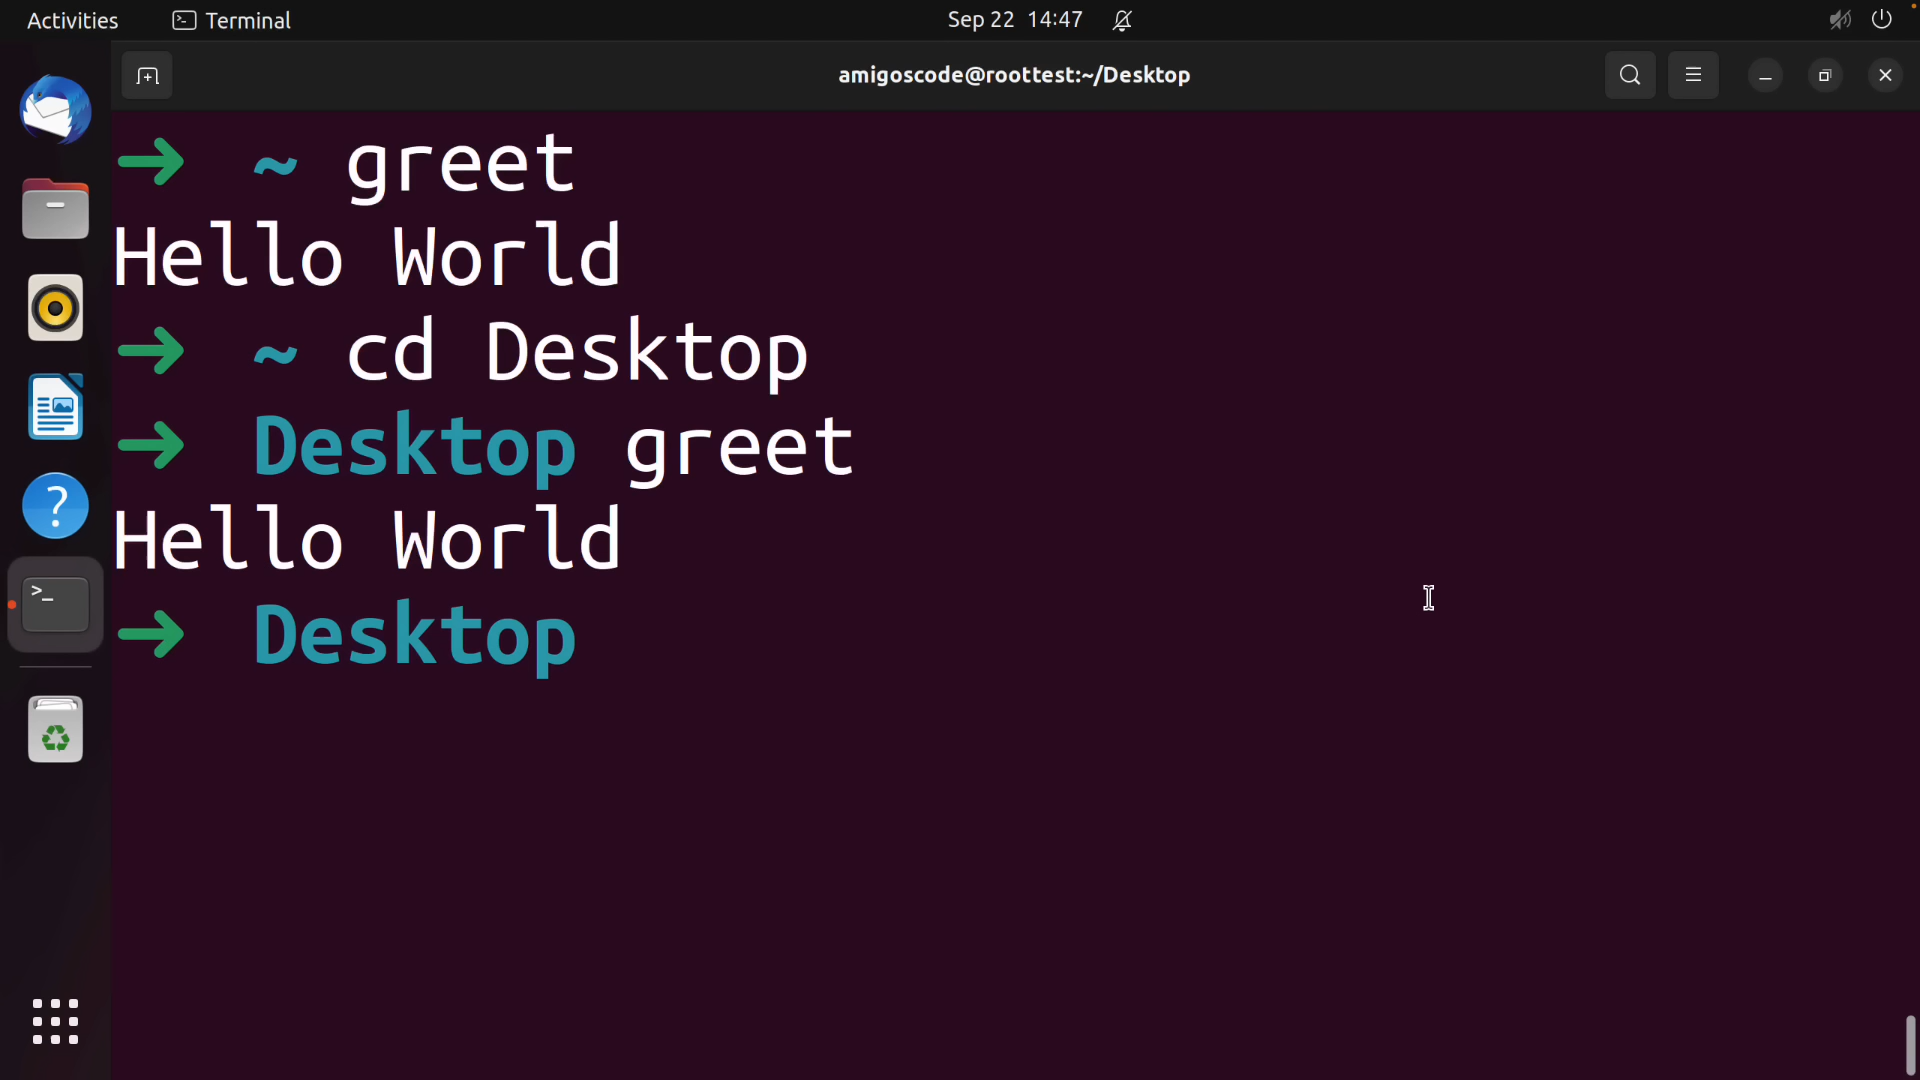 Activities Terminal Sep 22 14:47
amigoscode@roottest:~/Desktop
➜ ~ greet
Hello World
➜ ~ cd Desktop
➜ Desktop greet
Hello World
➜ Desktop